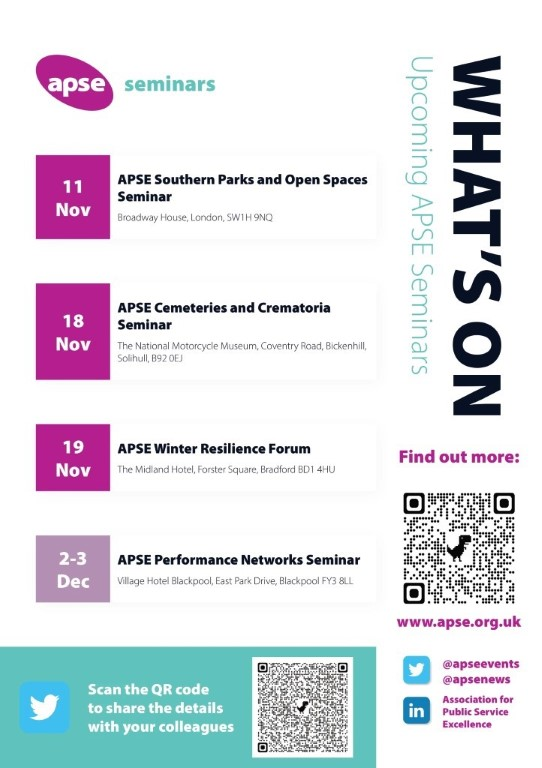 apse seminars
11
Nov
APSE Southern Parks and Open Spaces
Seminar
Broadway House, London, SW1H 9NQ
18
Nov
APSE Cemeteries and Crematoria
Seminar
The National Motorcycle Museum, Coventry Road, Bickenhill,
Solihull, B92 0EJ
19
Nov
APSE Winter Resilience Forum
The Midland Hotel, Forster Square, Bradford BD1 4HU
2-3
Dec
APSE Performance Networks Seminar
Village Hotel Blackpool, East Park Drive, Blackpool FY3 8LL
Scan the QR code
to share the details
with your colleagues
WHAT'S ON
Upcoming APSE Seminars
Find out more:
www.apse.org.uk
@apseevents
@apsenews
in
Association for
Public Service
Excellence